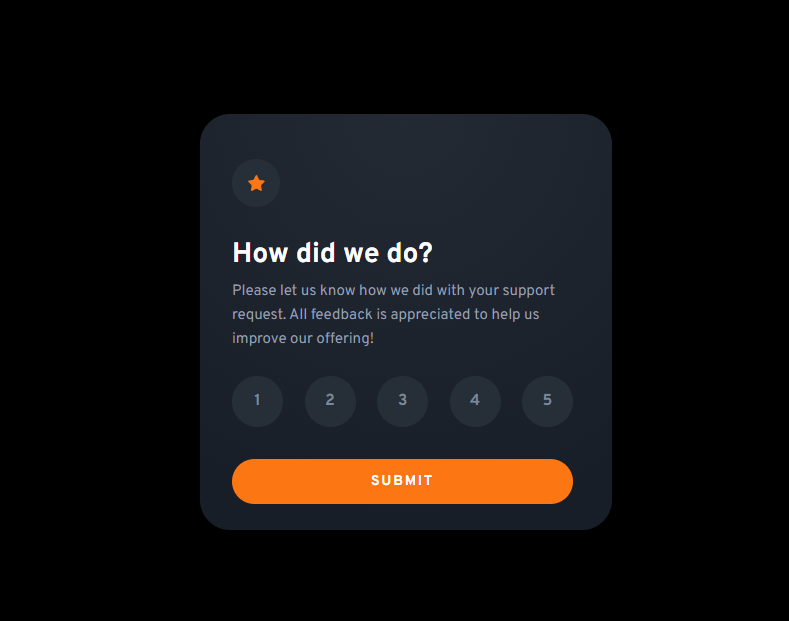 How did we do?
Please let us know how we did with your support
request. All feedback is appreciated to help us
improve our offering!
1 2 3 4 5
SUBMIT